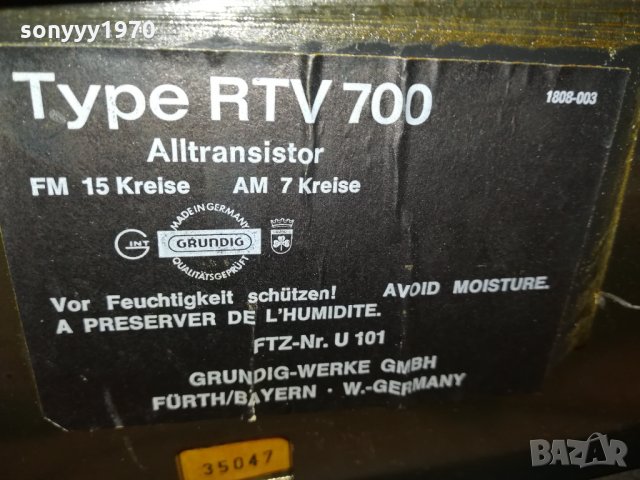 sonyyy1970
Type RTV 700
1808-003
Alltransistor
FM 15 Kreise AM 7 Kreise
MADE IN GERMANY
INT
GRUNDIG
QUALITÄTSGEPRÜFT
Vor Feuchtigkeit schützen! AVOID MOISTURE.
A PRESERVER DE L'HUMIDITE.
FTZ-Nr. U 101
GRUNDIG-WERKE GMBH
FÜRTH/BAYERN · W.-GERMANY
35047
BAZAR